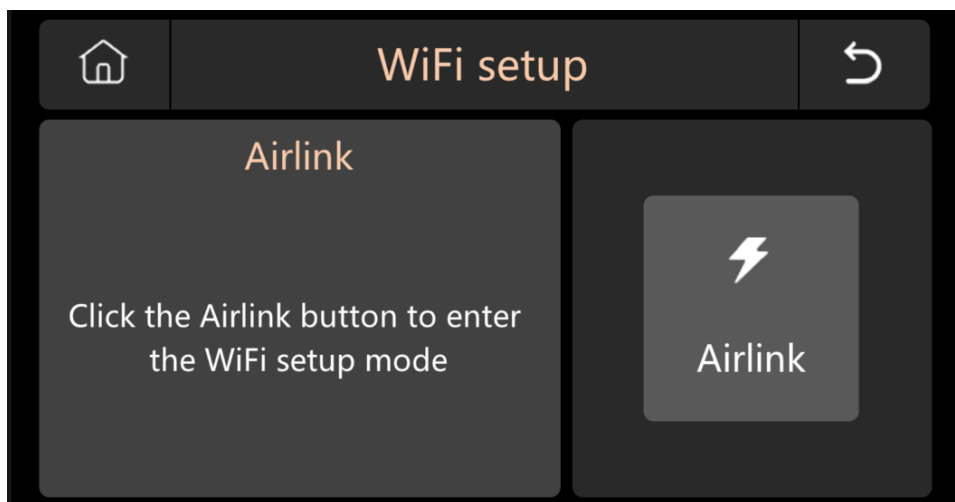 WiFi setup
Airlink
Click the Airlink button to enter
the WiFi setup mode
Airlink